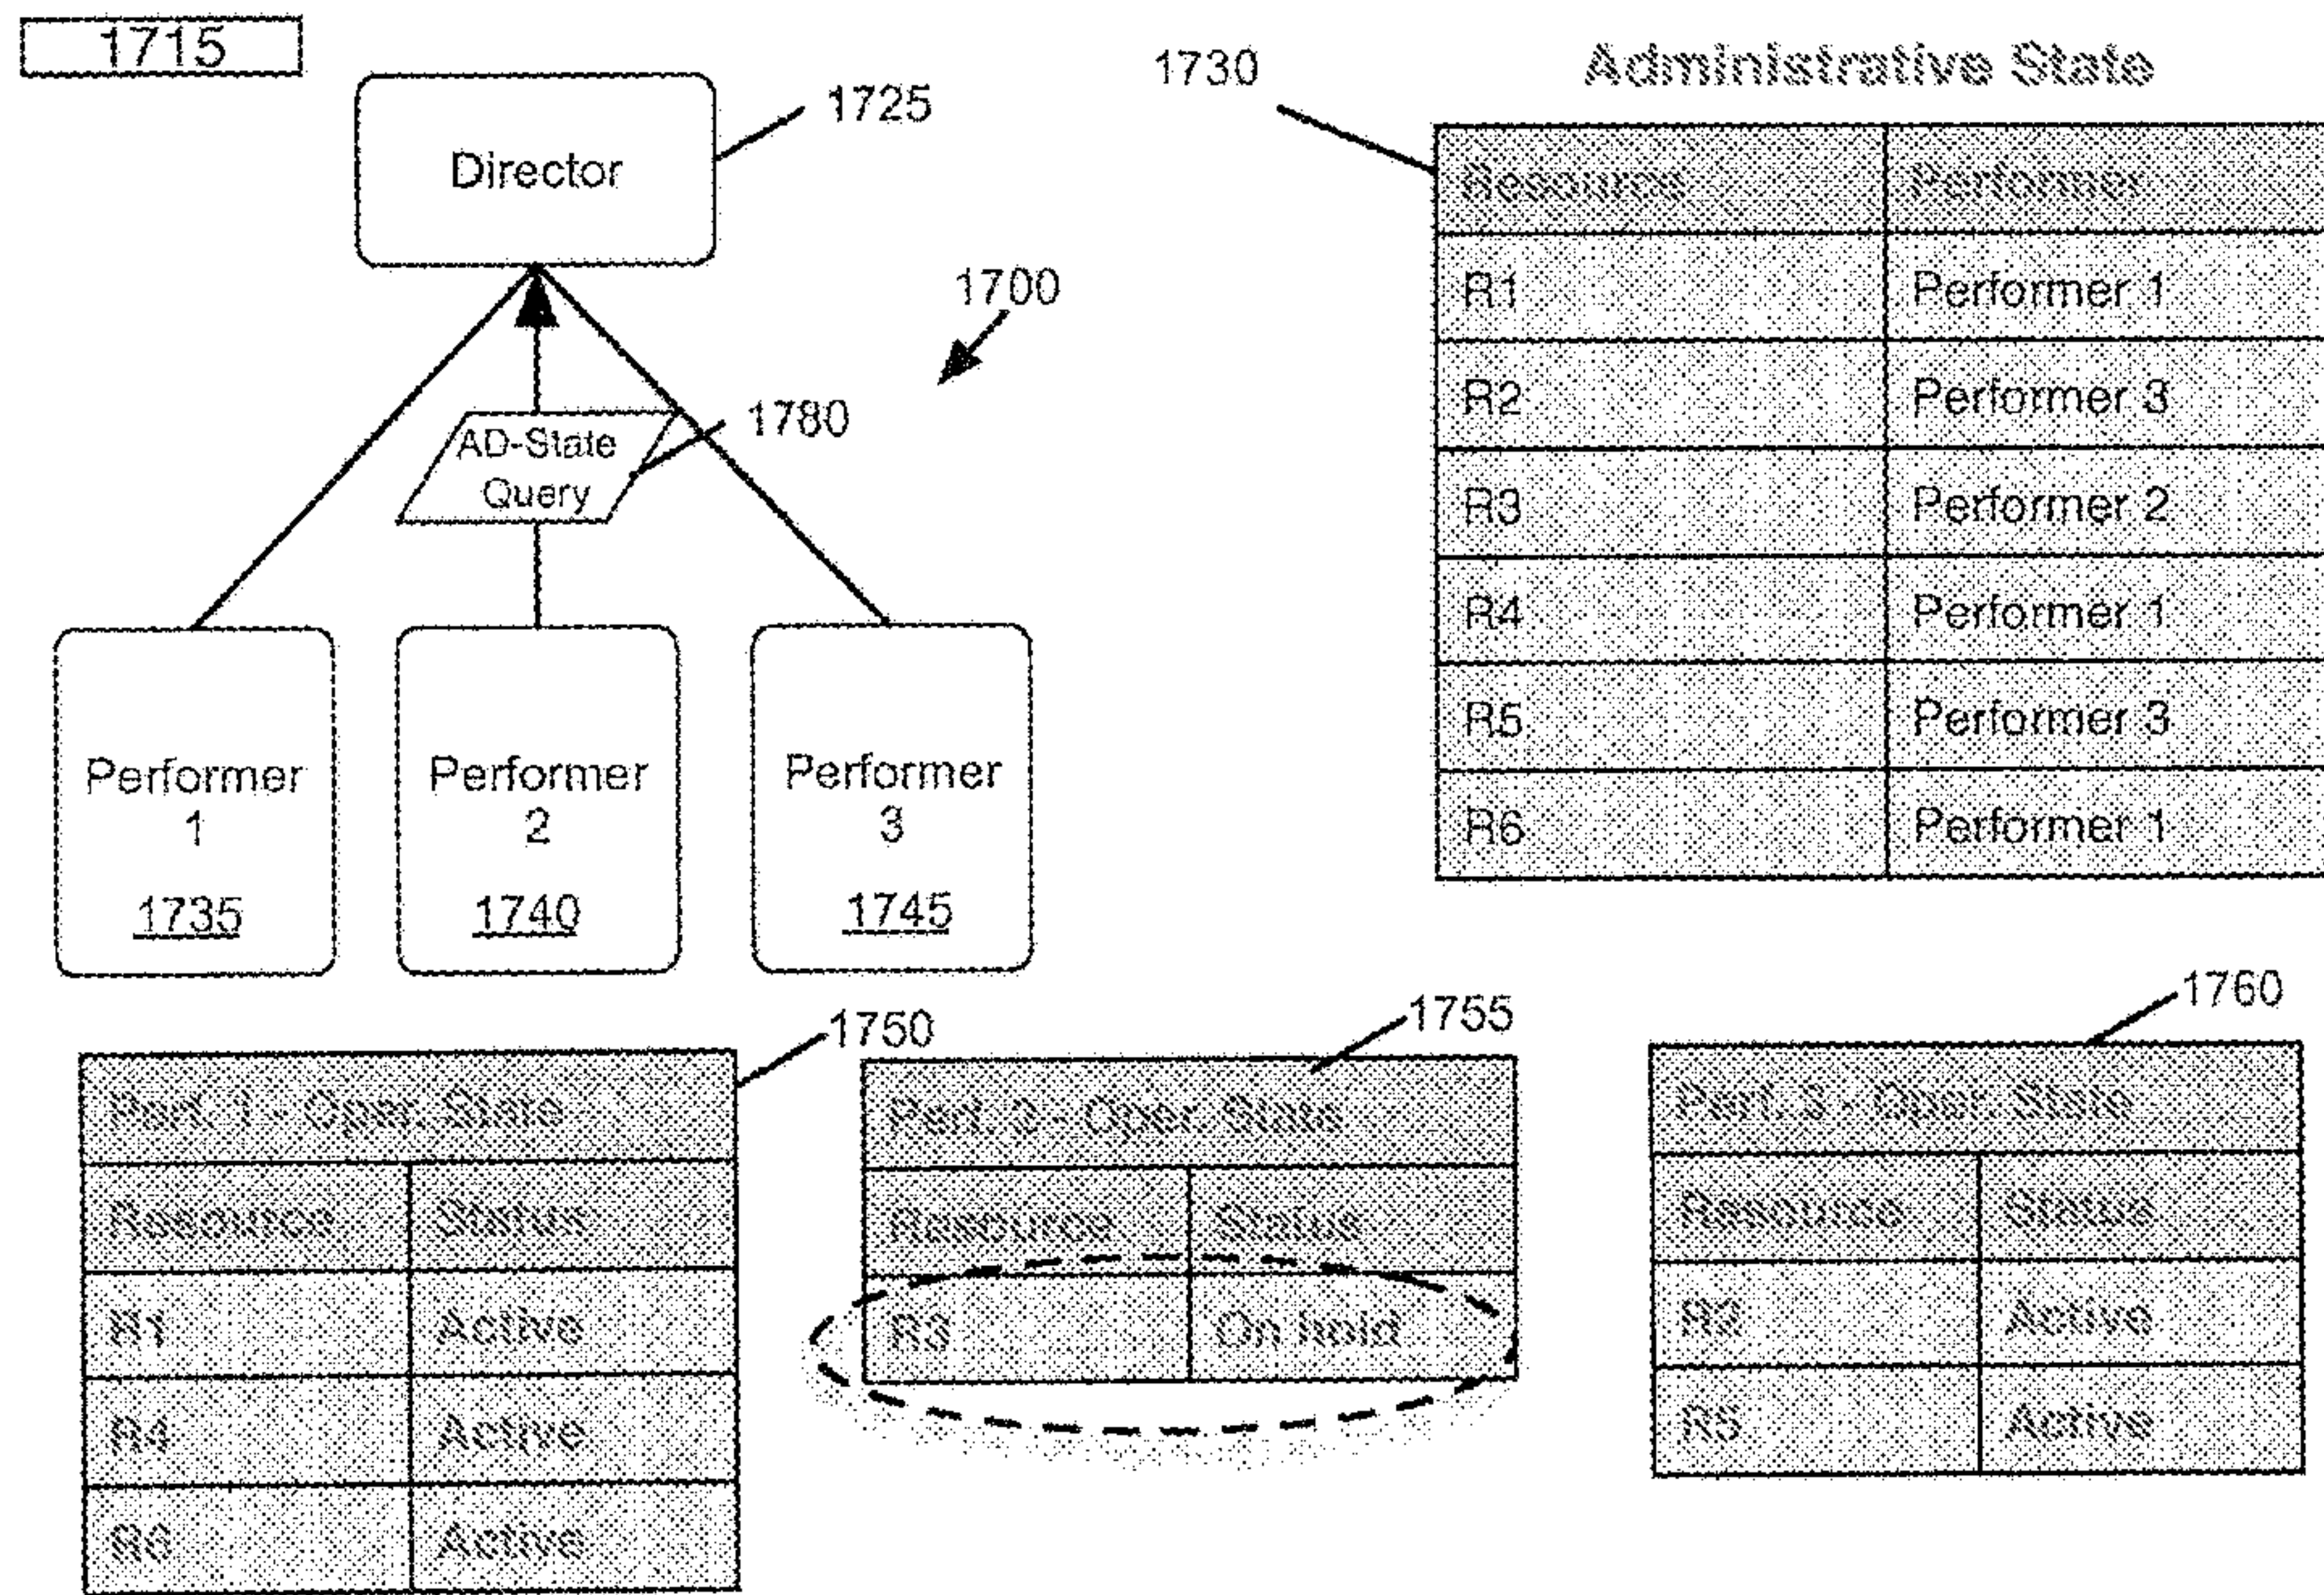 1715
Director
1725
1700
AD-State
Query
1780
Performer
1
1735
Performer
2
1740
Performer
3
1745
1730
Administrative State
Resource Performer
R1 Performer 1
R2 Performer 3
R3 Performer 2
R4 Performer 1
R5 Performer 3
R6 Performer 1
1750
Perf. 1 - Oper. State
Resource Status
R1 Active
R4 Active
R6 Active
1755
Perf. 2 - Oper. State
Resource Status
R3 On hold
1760
Perf. 3 - Oper. State
Resource Status
R2 Active
R5 Active